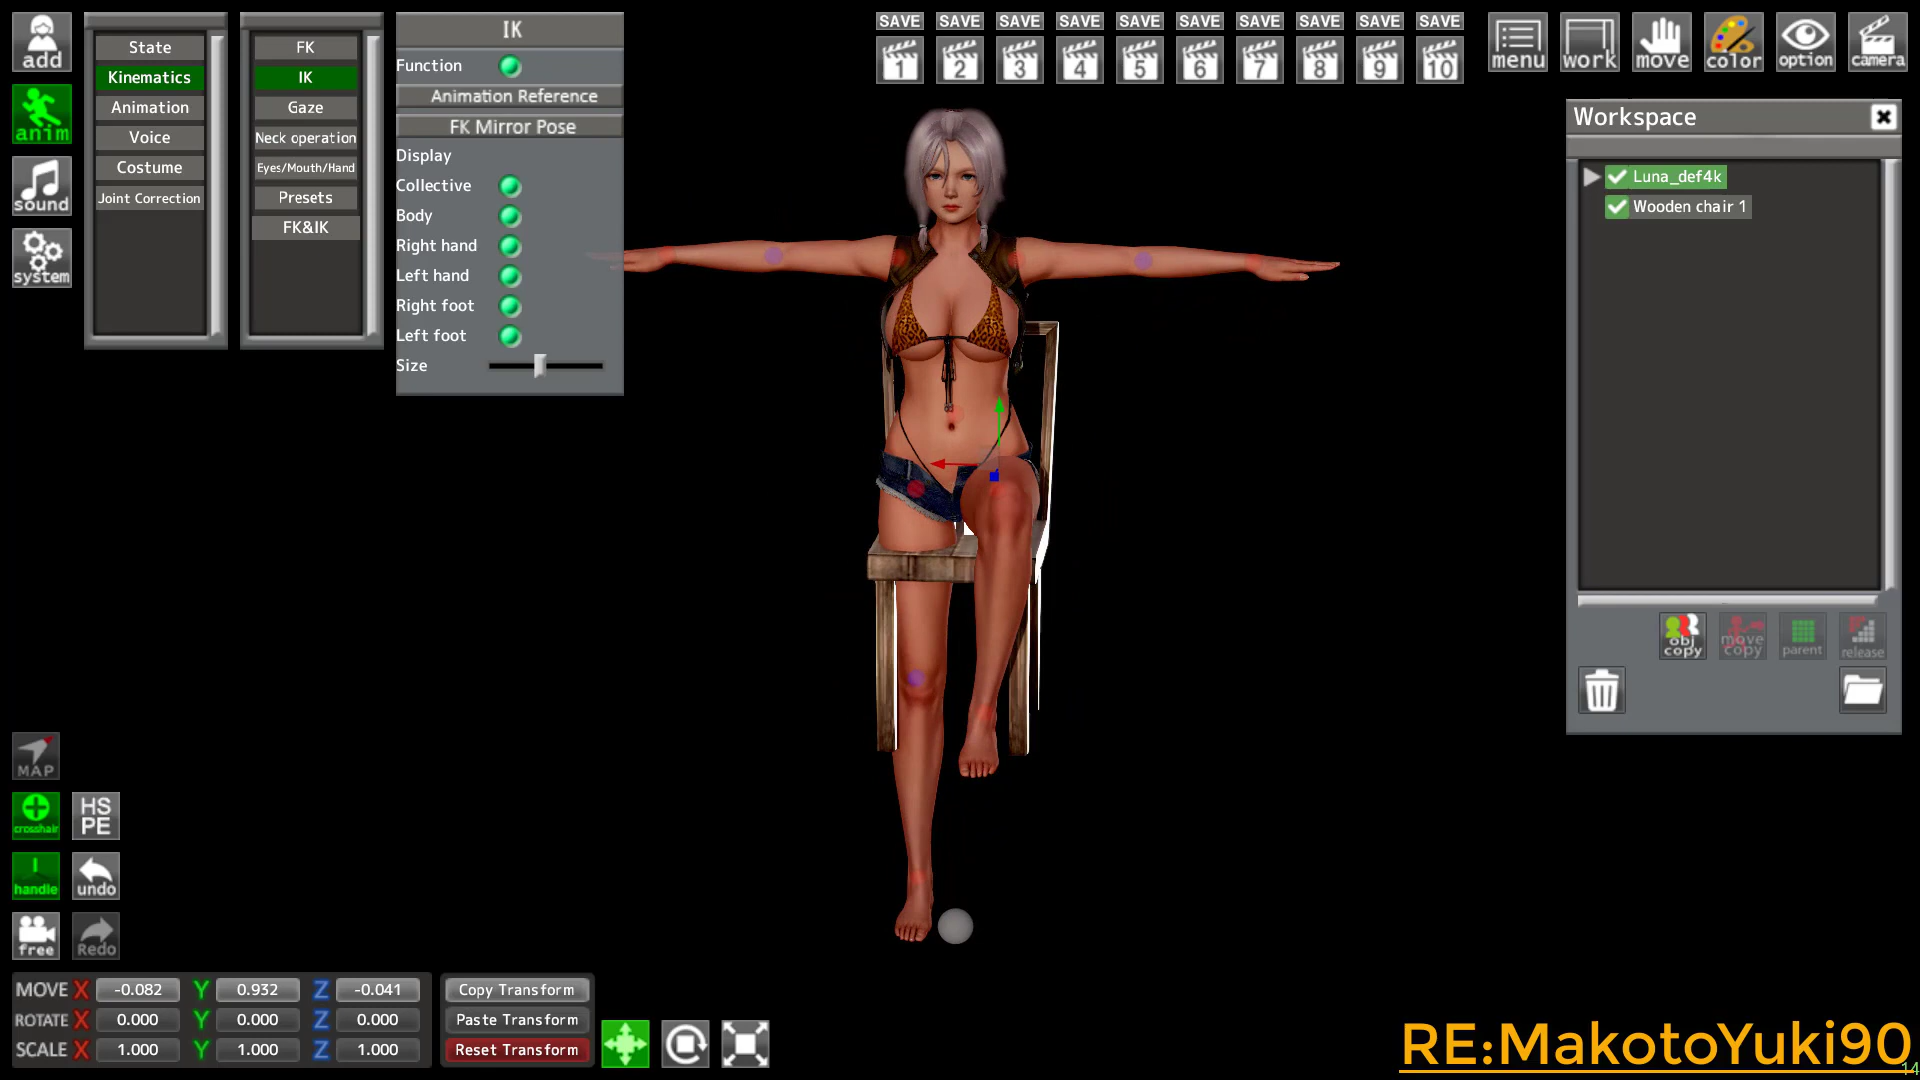 add
anim
sound
system
State
Kinematics
Animation
Voice
Costume
Joint Correction
FK
IK
Gaze
Neck operation
Eyes/Mouth/Hand
Presets
FK&IK
IK
Function
Animation Reference
FK Mirror Pose
Display
Collective
Body
Right hand
Left hand
Right foot
Left foot
Size
SAVE SAVE SAVE SAVE SAVE SAVE SAVE SAVE SAVE SAVE
1 2 3 4 5 6 7 8 9 10
menu work move color option camera
Workspace
Luna_def4k
Wooden chair 1
obj copy
move copy
parent
release
MAP
crosshair
HS PE
handle
undo
free
Redo
MOVE X -0.082 Y 0.932 Z -0.041
ROTATE X 0.000 Y 0.000 Z 0.000
SCALE X 1.000 Y 1.000 Z 1.000
Copy Transform
Paste Transform
Reset Transform
RE:MakotoYuki90
14